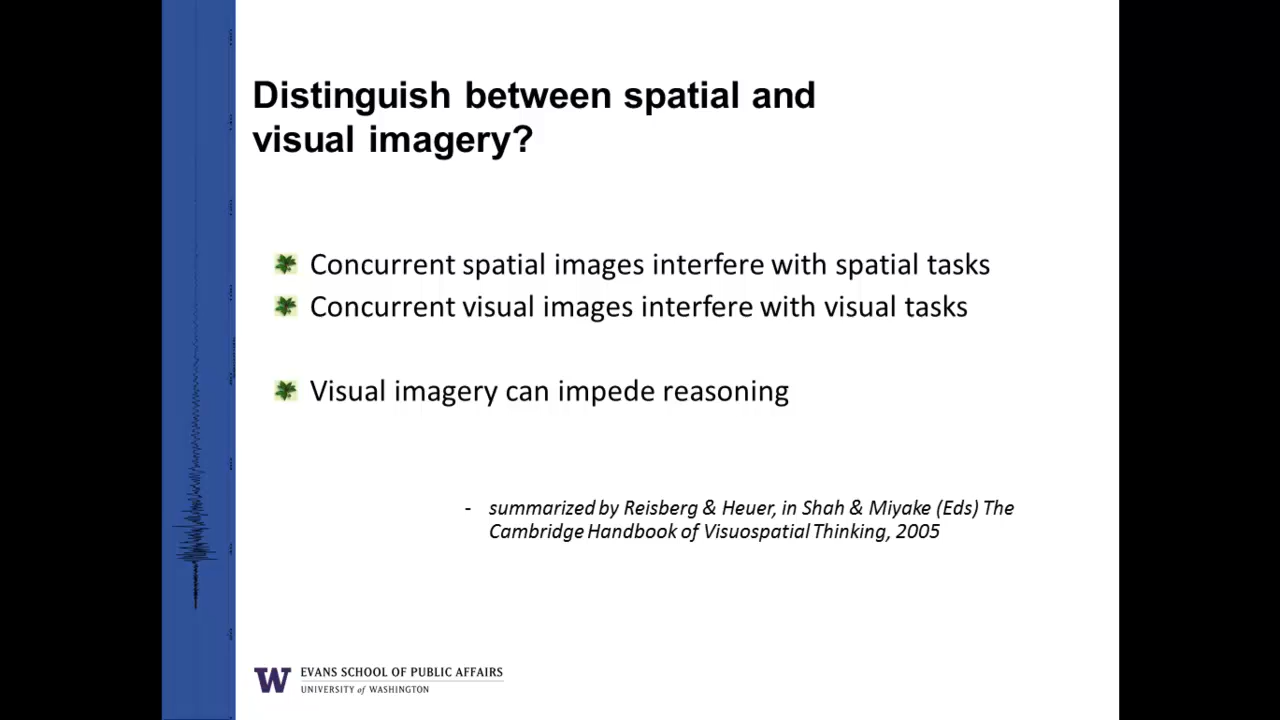 Distinguish between spatial and
visual imagery?
Concurrent spatial images interfere with spatial tasks
Concurrent visual images interfere with visual tasks
Visual imagery can impede reasoning
- summarized by Reisberg & Heuer, in Shah & Miyake (Eds) The
Cambridge Handbook of Visuospatial Thinking, 2005
W EVANS SCHOOL OF PUBLIC AFFAIRS
UNIVERSITY of WASHINGTON